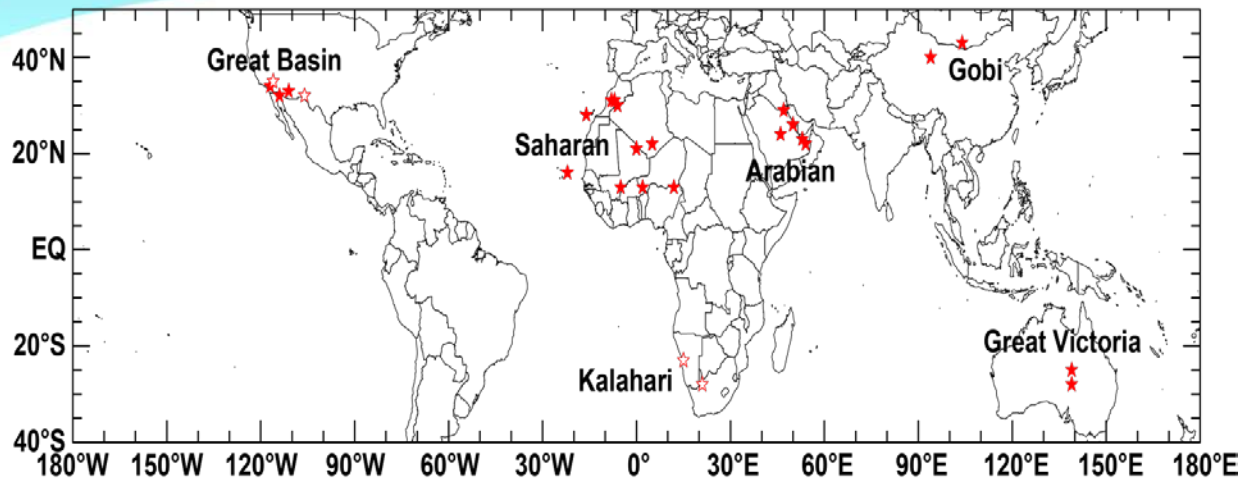 40°N
Great Basin
Gobi
20°N
Saharan
Arabian
EQ
20°S
Great Victoria
Kalahari
40°S
180°W 150°W 120°W 90°W 60°W 30°W 0° 30°E 60°E 90°E 120°E 150°E 180°E